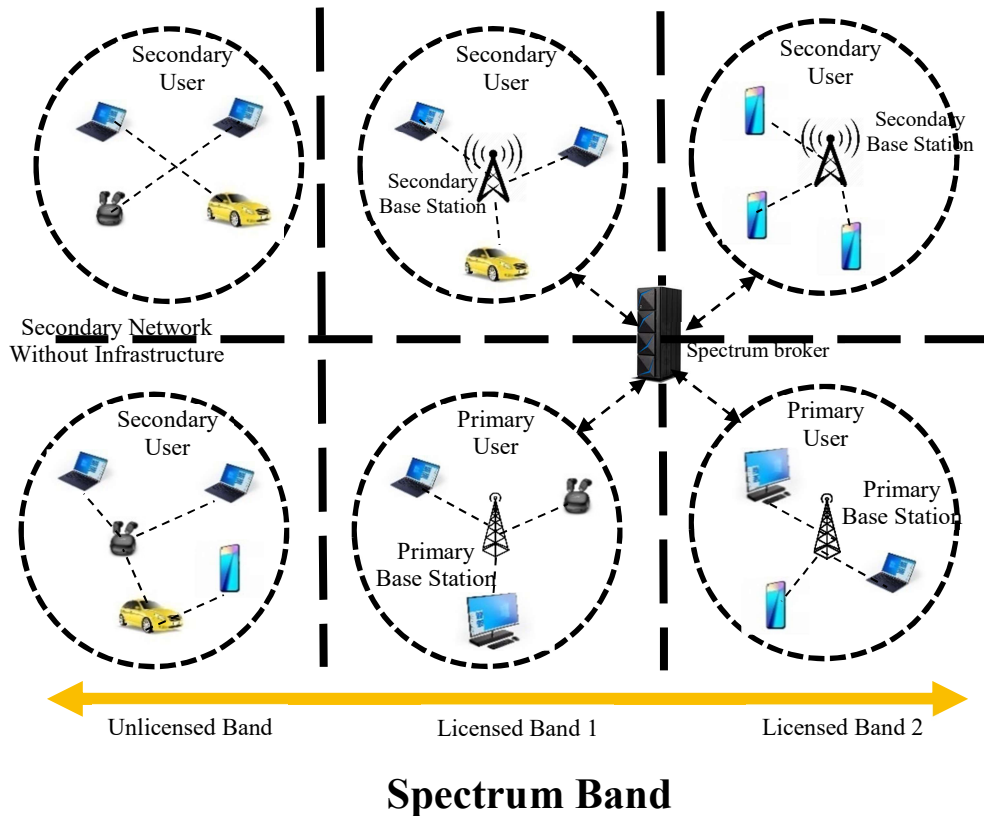 Secondary
User
Secondary
User
Secondary
Base Station
Secondary
User
Secondary
Base Station
Secondary Network
Without Infrastructure
Spectrum broker
Secondary
User
Primary
User
Primary
Base Station
Primary
User
Primary
Base Station
Unlicensed Band
Licensed Band 1
Licensed Band 2
Spectrum Band